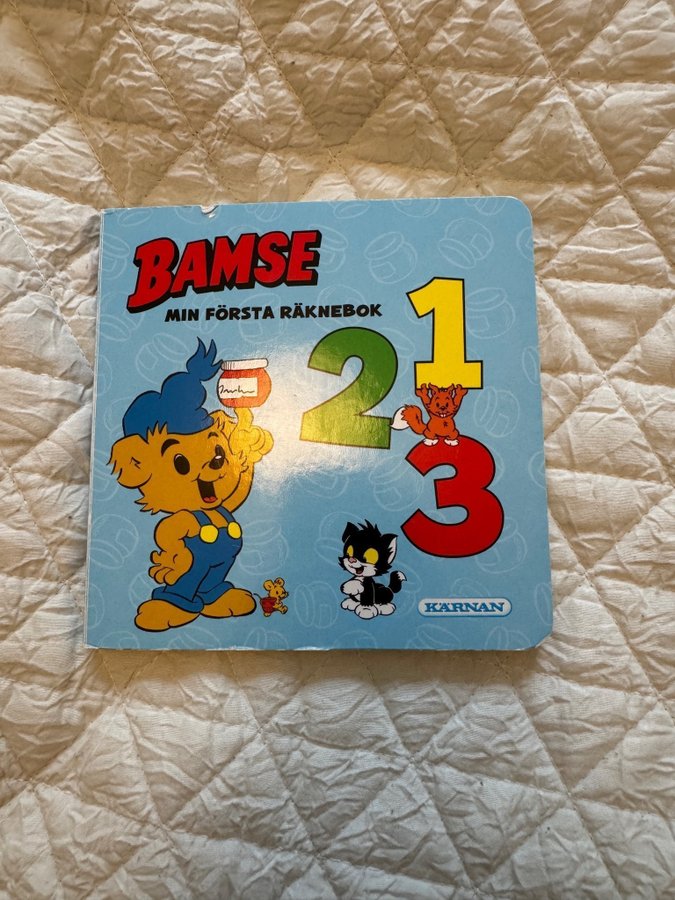 BAMSE
MIN FÖRSTA RÄKNEBOK
1
2
3
KÄRNAN